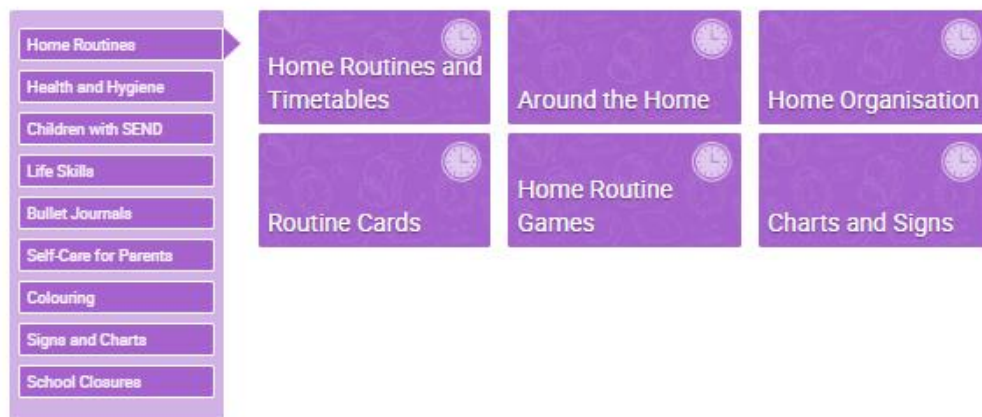 Home Routines
Health and Hygiene
Children with SEND
Life Skills
Bullet Journals
Self-Care for Parents
Colouring
Signs and Charts
School Closures
Home Routines and
Timetables
Around the Home
Home Organisation
Routine Cards
Home Routine
Games
Charts and Signs